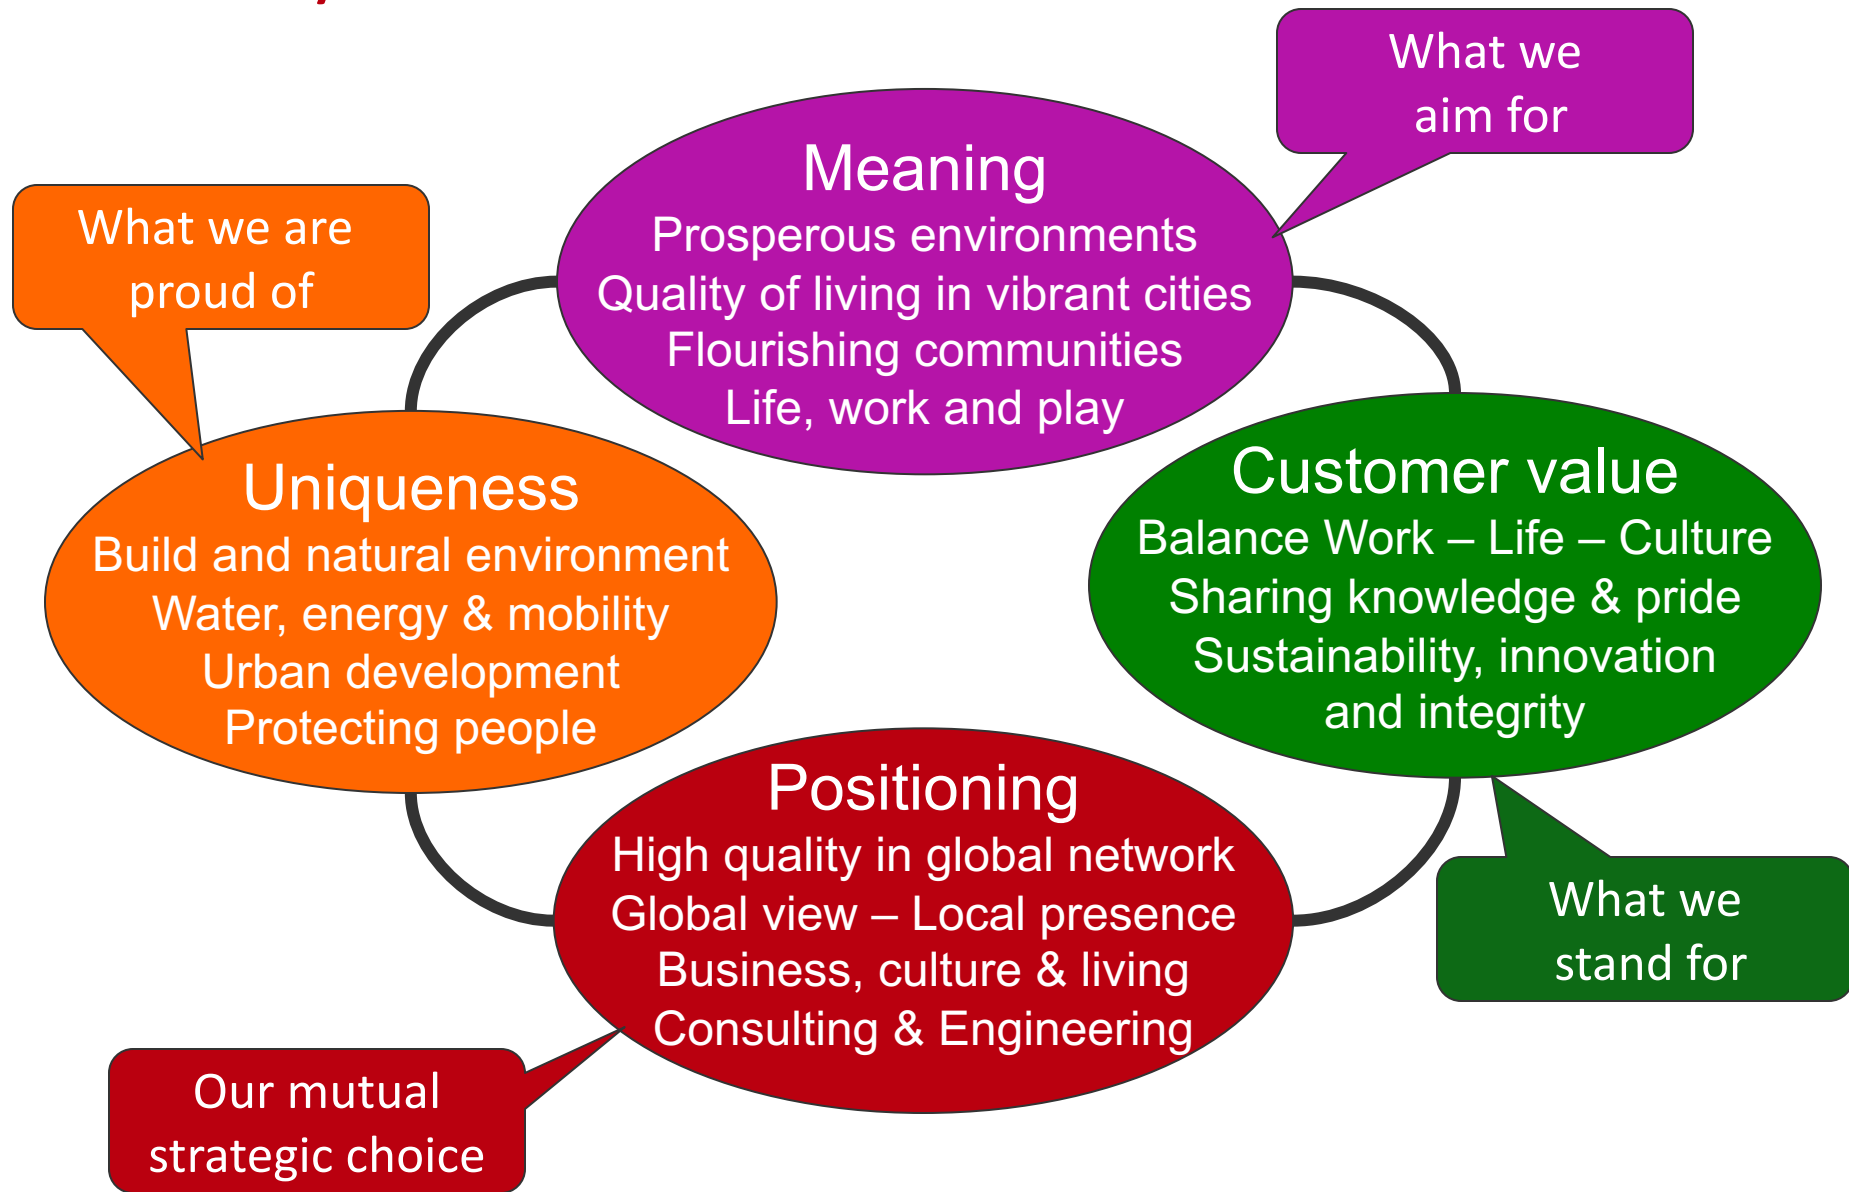 What we
aim for
Meaning
Prosperous environments
Quality of living in vibrant cities
Flourishing communities
Life, work and play
What we are
proud of
Uniqueness
Build and natural environment
Water, energy & mobility
Urban development
Protecting people
Customer value
Balance Work – Life – Culture
Sharing knowledge & pride
Sustainability, innovation
and integrity
What we
stand for
Positioning
High quality in global network
Global view – Local presence
Business, culture & living
Consulting & Engineering
Our mutual
strategic choice